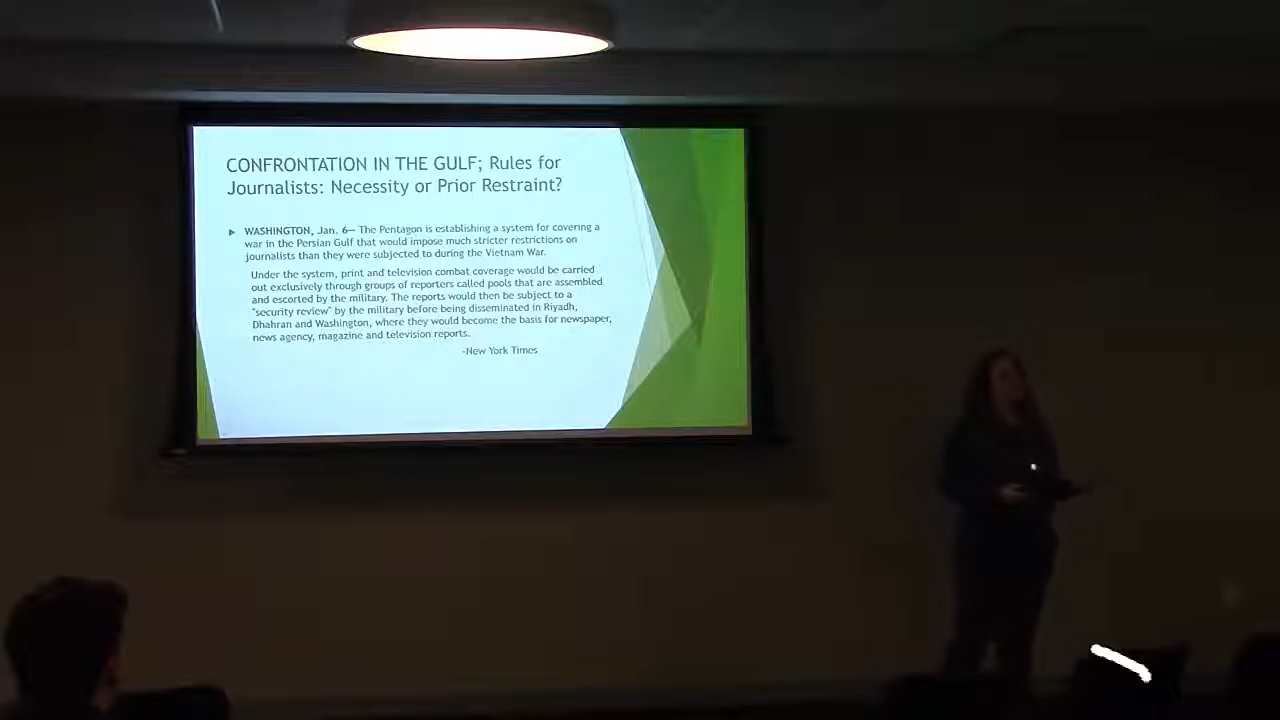 CONFRONTATION IN THE GULF; Rules for
Journalists: Necessity or Prior Restraint?
WASHINGTON, Jan. 6— The Pentagon is establishing a system for covering a
war in the Persian Gulf that would impose much stricter restrictions on
journalists than they were subjected to during the Vietnam War.
Under the system, print and television combat coverage would be carried
out exclusively through groups of reporters called pools that are assembled
and escorted by the military. The reports would then be subject to a
"security review" by the military before being disseminated in Riyadh,
Dhahran and Washington, where they would become the basis for newspaper,
news agency, magazine and television reports.
-New York Times